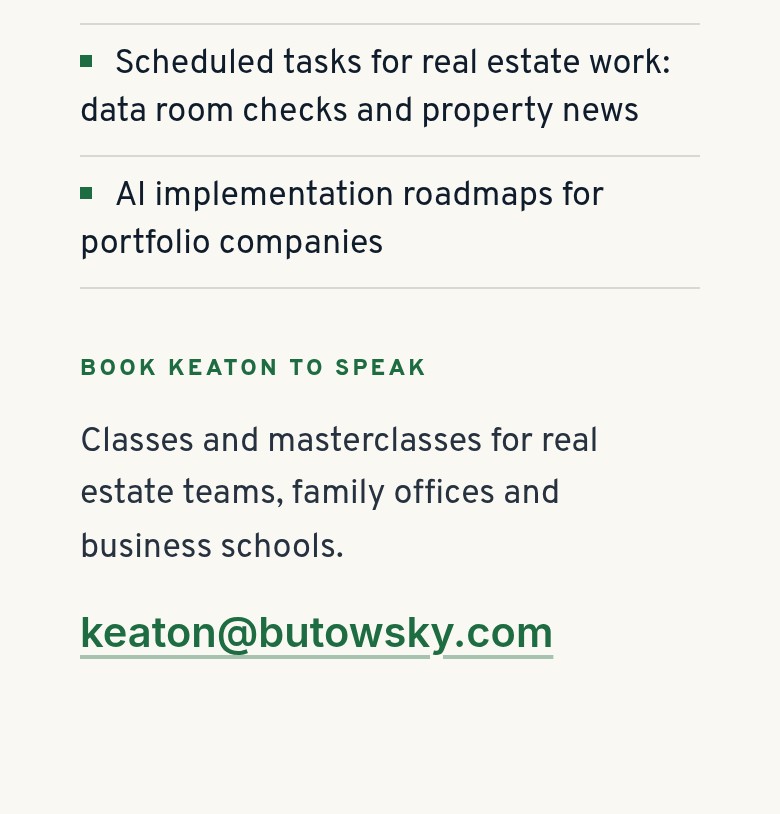 Scheduled tasks for real estate work:
data room checks and property news
AI implementation roadmaps for
portfolio companies
BOOK KEATON TO SPEAK
Classes and masterclasses for real
estate teams, family offices and
business schools.
keaton@butowsky.com